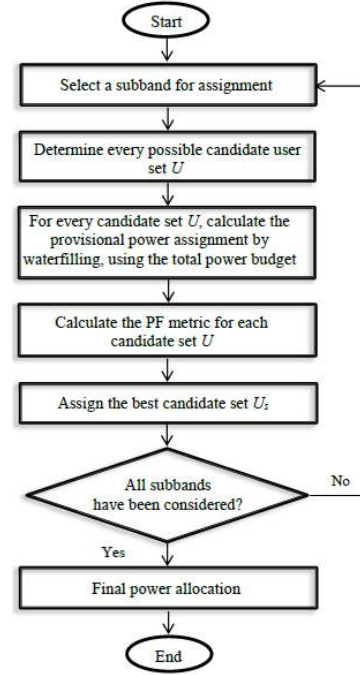 Start
Select a subband for assignment
Determine every possible candidate user
set U
For every candidate set U, calculate the
provisional power assignment by
waterfilling, using the total power budget
Calculate the PF metric for each
candidate set U
Assign the best candidate set Us
All subbands
have been considered?
No
Yes
Final power allocation
End